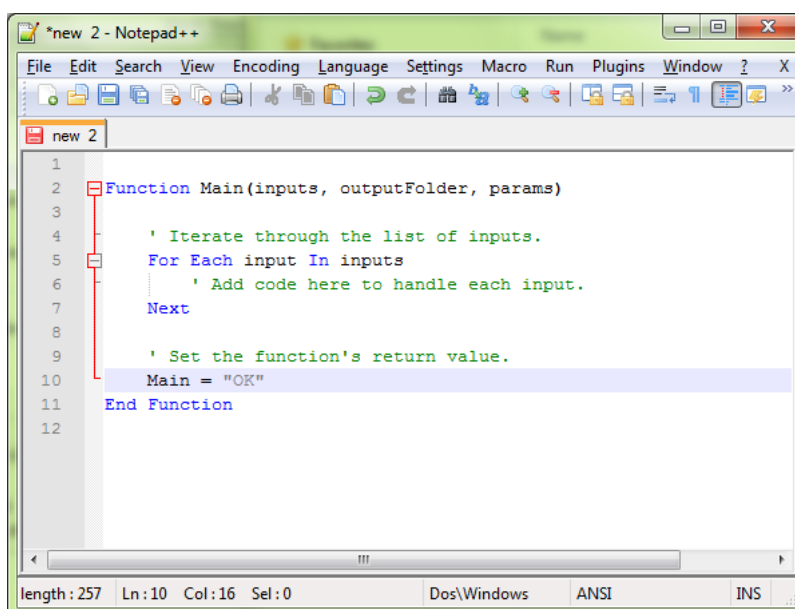 *new 2 - Notepad++
File Edit Search View Encoding Language Settings Macro Run Plugins Window ? X
new 2
1
2 Function Main(inputs, outputFolder, params)
3
4 ' Iterate through the list of inputs.
5 For Each input In inputs
6 ' Add code here to handle each input.
7 Next
8
9 ' Set the function's return value.
10 Main = "OK"
11 End Function
12
length : 257 Ln : 10 Col : 16 Sel : 0 Dos\Windows ANSI INS